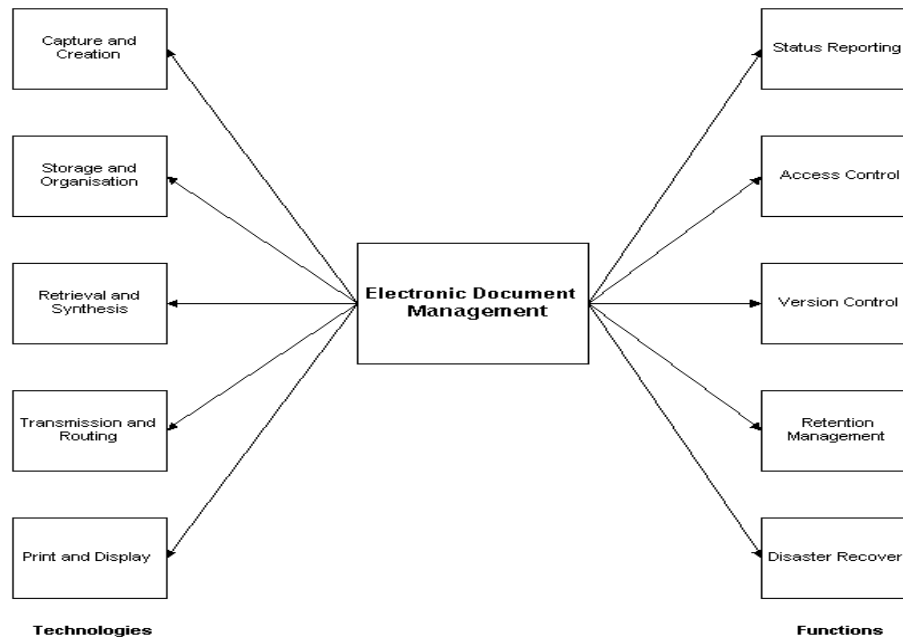 Capture and
Creation
Storage and
Organisation
Retrieval and
Synthesis
Transmission and
Routing
Print and Display
Technologies
Electronic Document
Management
Status Reporting
Access Control
Version Control
Retention
Management
Disaster Recover
Functions